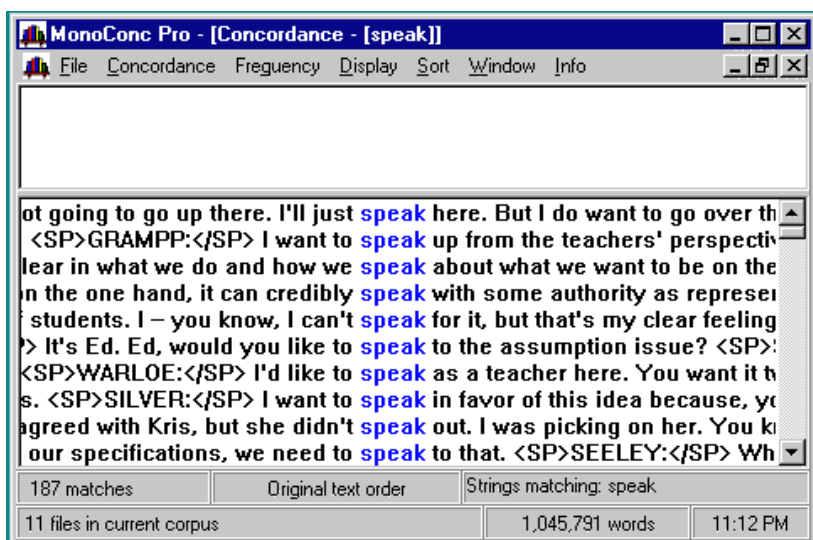 MonoConc Pro - [Concordance - [speak]]
File Concordance Frequency Display Sort Window Info
ot going to go up there. I'll just speak here. But I do want to go over th
<SP>GRAMPP:</SP> I want to speak up from the teachers' perspectiv
lear in what we do and how we speak about what we want to be on the
n the one hand, it can credibly speak with some authority as represe
students. I – you know, I can't speak for it, but that's my clear feeling
> It's Ed. Ed, would you like to speak to the assumption issue? <SP>
<SP>WARLOE:</SP> I'd like to speak as a teacher here. You want it
s. <SP>SILVER:</SP> I want to speak in favor of this idea because, yo
agreed with Kris, but she didn't speak out. I was picking on her. You k
our specifications, we need to speak to that. <SP>SEELEY:</SP> Wh
187 matches Original text order Strings matching: speak
11 files in current corpus 1,045,791 words 11:12 PM